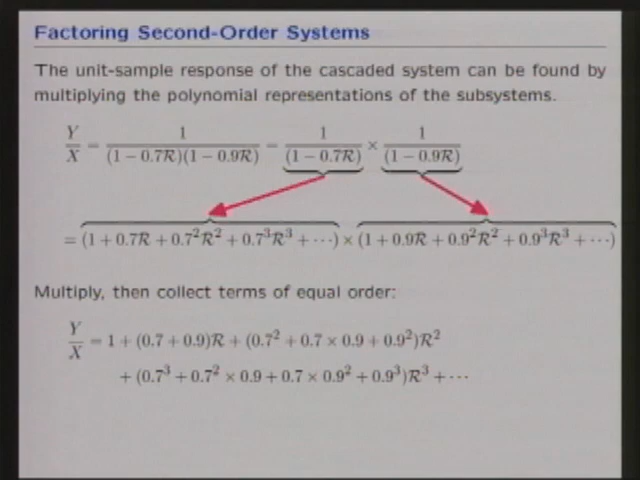 Factoring Second-Order Systems
The unit-sample response of the cascaded system can be found by
multiplying the polynomial representations of the subsystems.
Y/X = 1/((1 − 0.7ℛ)(1 − 0.9ℛ)) = 1/(1 − 0.7ℛ) × 1/(1 − 0.9ℛ)
= (1 + 0.7ℛ + 0.7²ℛ² + 0.7³ℛ³ + ···) × (1 + 0.9ℛ + 0.9²ℛ² + 0.9³ℛ³ + ···)
Multiply, then collect terms of equal order:
Y/X = 1 + (0.7 + 0.9)ℛ + (0.7² + 0.7 × 0.9 + 0.9²)ℛ²
+ (0.7³ + 0.7² × 0.9 + 0.7 × 0.9² + 0.9³)ℛ³ + ···